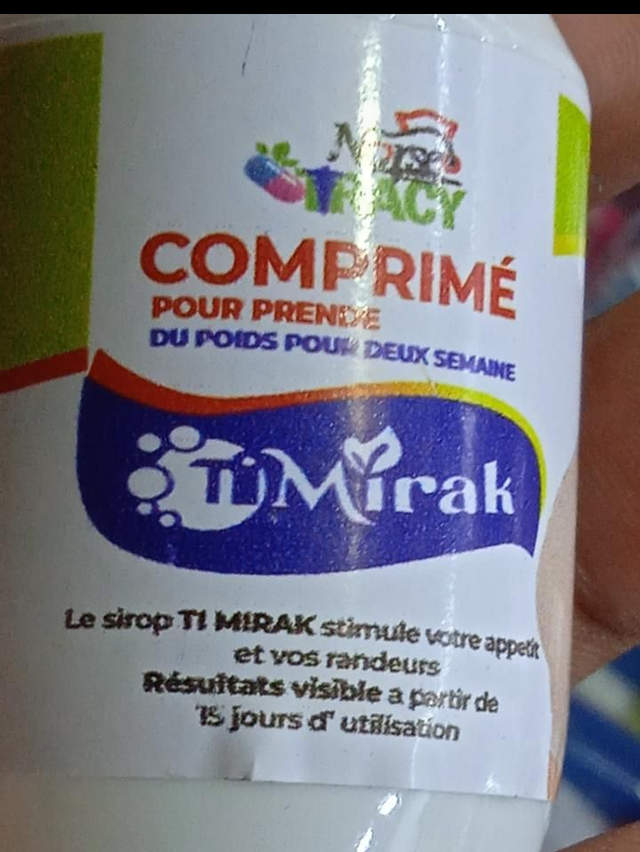 Nurse
TRACY
COMPRIMÉ
POUR PRENDE
DU POIDS POUR DEUX SEMAINE
Ti Mirak
Le sirop TI MIRAK stimule votre appetit
et vos randeurs
Résultats visible a partir de
15 jours d' utilisation